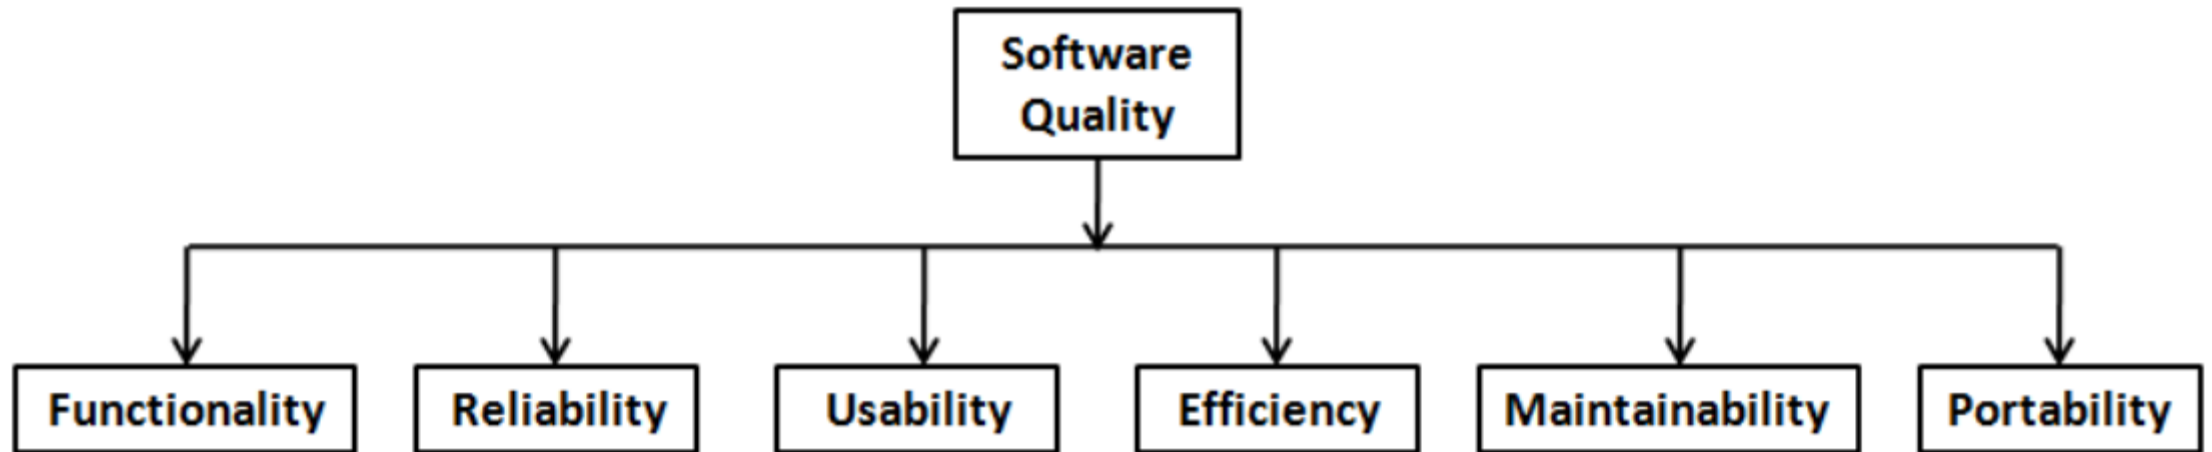 Software
Quality
Functionality
Reliability
Usability
Efficiency
Maintainability
Portability